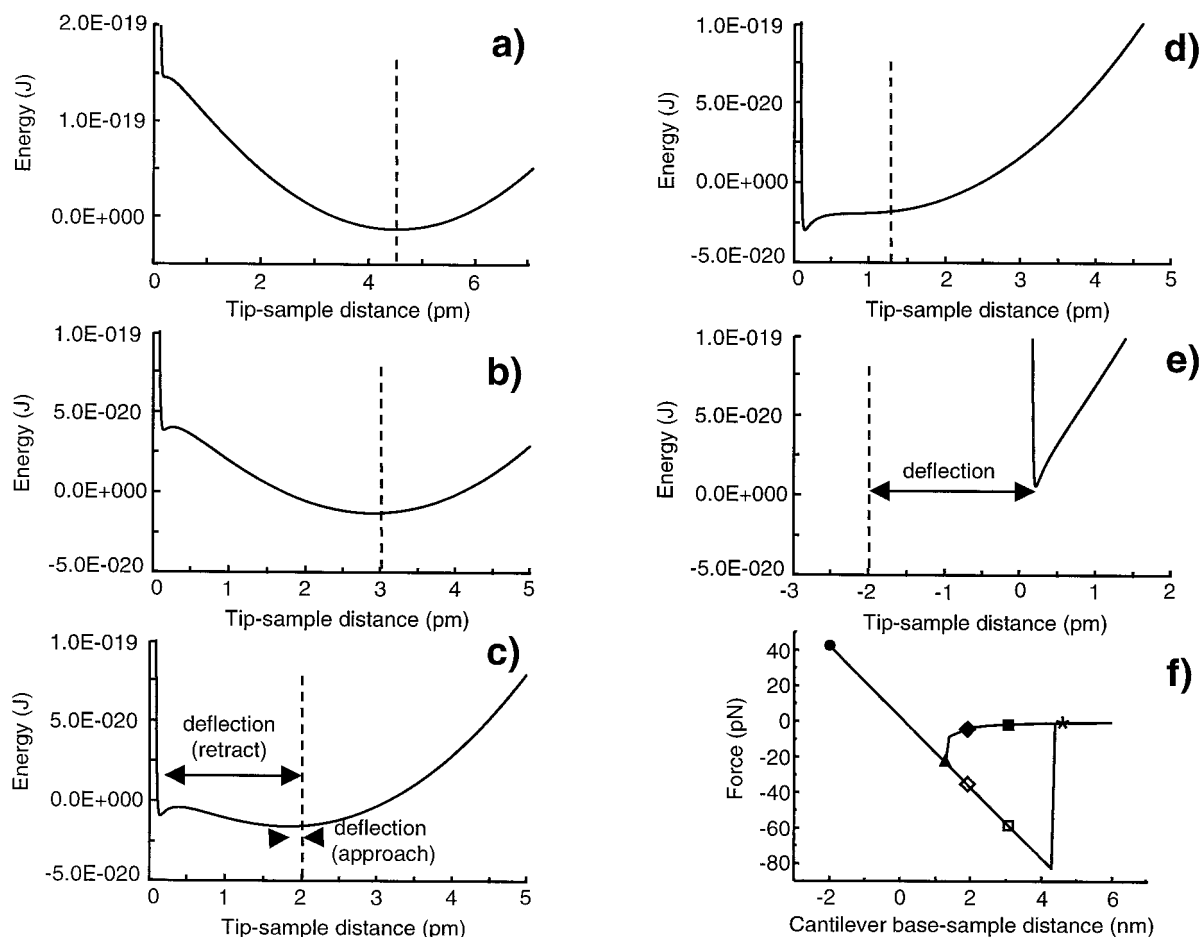 a)
2.0E-019
1.0E-019
0.0E+000
Energy (J)
0 2 4 6
Tip-sample distance (pm)
b)
1.0E-019
5.0E-020
0.0E+000
-5.0E-020
Energy (J)
0 1 2 3 4 5
Tip-sample distance (pm)
c)
1.0E-019
5.0E-020
0.0E+000
-5.0E-020
Energy (J)
deflection
(retract)
deflection
(approach)
0 1 2 3 4 5
Tip-sample distance (pm)
d)
1.0E-019
5.0E-020
0.0E+000
-5.0E-020
Energy (J)
0 1 2 3 4 5
Tip-sample distance (pm)
e)
1.0E-019
5.0E-020
0.0E+000
-5.0E-020
Energy (J)
deflection
-3 -2 -1 0 1 2
Tip-sample distance (pm)
f)
40
20
0
-20
-40
-60
-80
Force (pN)
-2 0 2 4 6
Cantilever base-sample distance (nm)